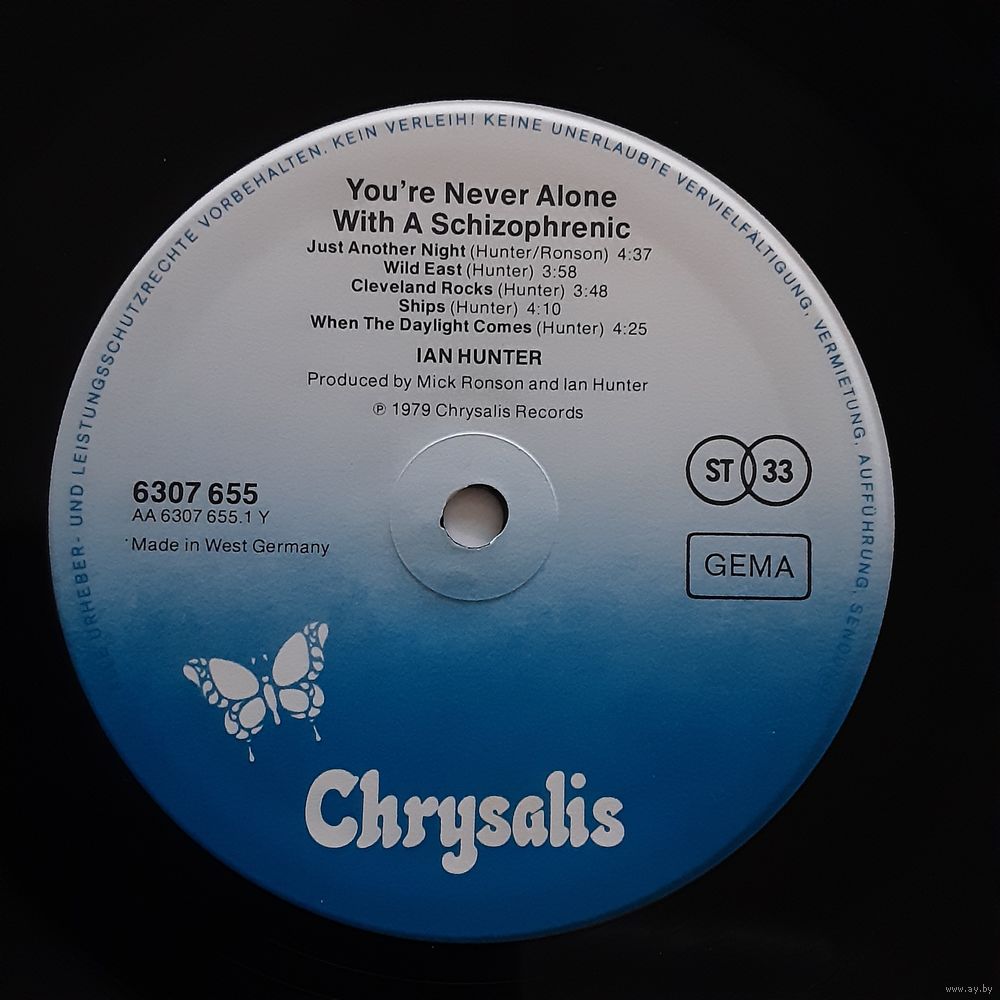 URHEBER- UND LEISTUNGSSCHUTZRECHTE VORBEHALTEN. KEIN VERLEIH! KEINE UNERLAUBTE VERVIELFÄLTIGUNG, VERMIETUNG, AUFFÜHRUNG,
You're Never Alone
With A Schizophrenic
Just Another Night (Hunter/Ronson) 4:37
Wild East (Hunter) 3:58
Cleveland Rocks (Hunter) 3:48
Ships (Hunter) 4:10
When The Daylight Comes (Hunter) 4:25
IAN HUNTER
Produced by Mick Ronson and Ian Hunter
℗ 1979 Chrysalis Records
ST 33
6307 655
AA 6307 655.1 Y
Made in West Germany
GEMA
Chrysalis
www.ay.by